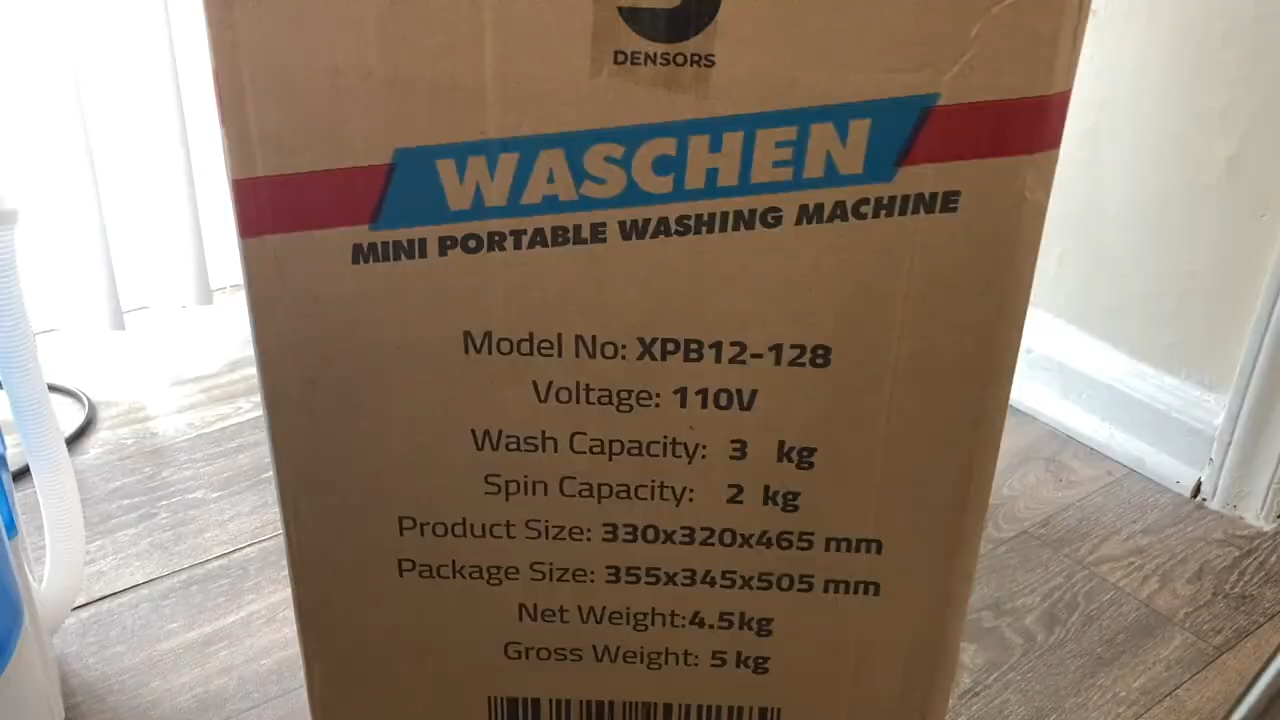 DENSORS
WASCHEN
MINI PORTABLE WASHING MACHINE
Model No: XPB12-128
Voltage: 110V
Wash Capacity: 3 kg
Spin Capacity: 2 kg
Product Size: 330x320x465 mm
Package Size: 355x345x505 mm
Net Weight:4.5kg
Gross Weight: 5 kg